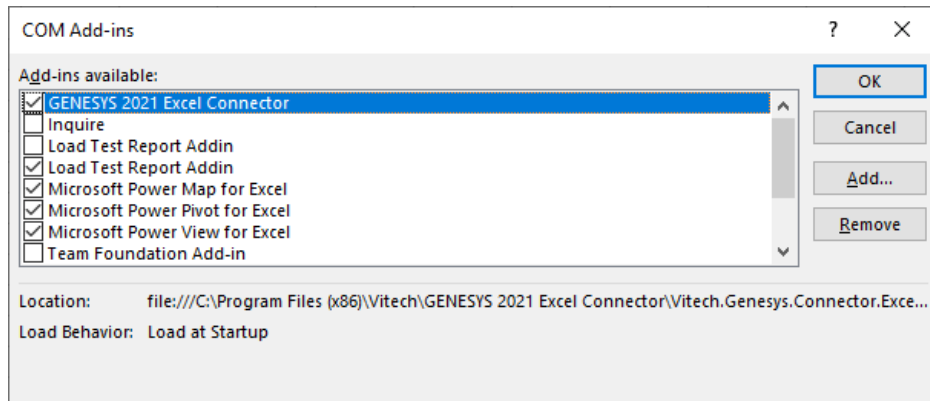 COM Add-ins
?
Add-ins available:
GENESYS 2021 Excel Connector
Inquire
Load Test Report Addin
Load Test Report Addin
Microsoft Power Map for Excel
Microsoft Power Pivot for Excel
Microsoft Power View for Excel
Team Foundation Add-in
OK
Cancel
Add...
Remove
Location: file:///C:\Program Files (x86)\Vitech\GENESYS 2021 Excel Connector\Vitech.Genesys.Connector.Exce...
Load Behavior: Load at Startup